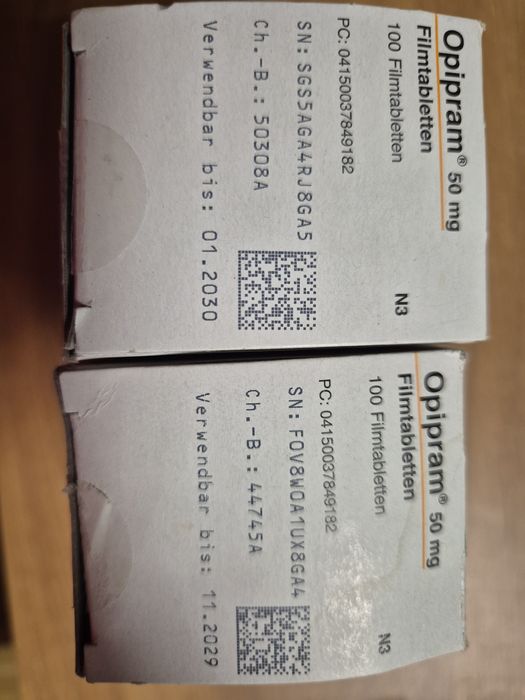 Opipram® 50 mg
Filmtabletten
100 Filmtabletten
N3
PC: 04150037849182
SN: SGS5AGA4RJ8GA5
Ch.-B.: 50308A
Verwendbar bis: 01.2030
Opipram® 50 mg
Filmtabletten
100 Filmtabletten
N3
PC: 04150037849182
SN: FOV8WOA1UX8GA4
Ch.-B.: 44745A
Verwendbar bis: 11.2029